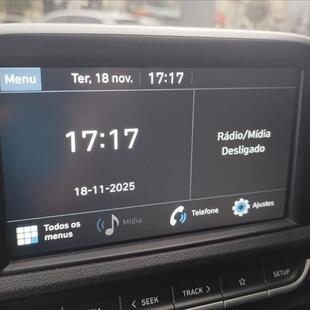 Menu
Ter, 18 nov.
17:17
17:17
18-11-2025
Rádio/Mídia
Desligado
Todos os
menus
Mídia
Telefone
Ajustes
SEEK
TRACK
SETUP